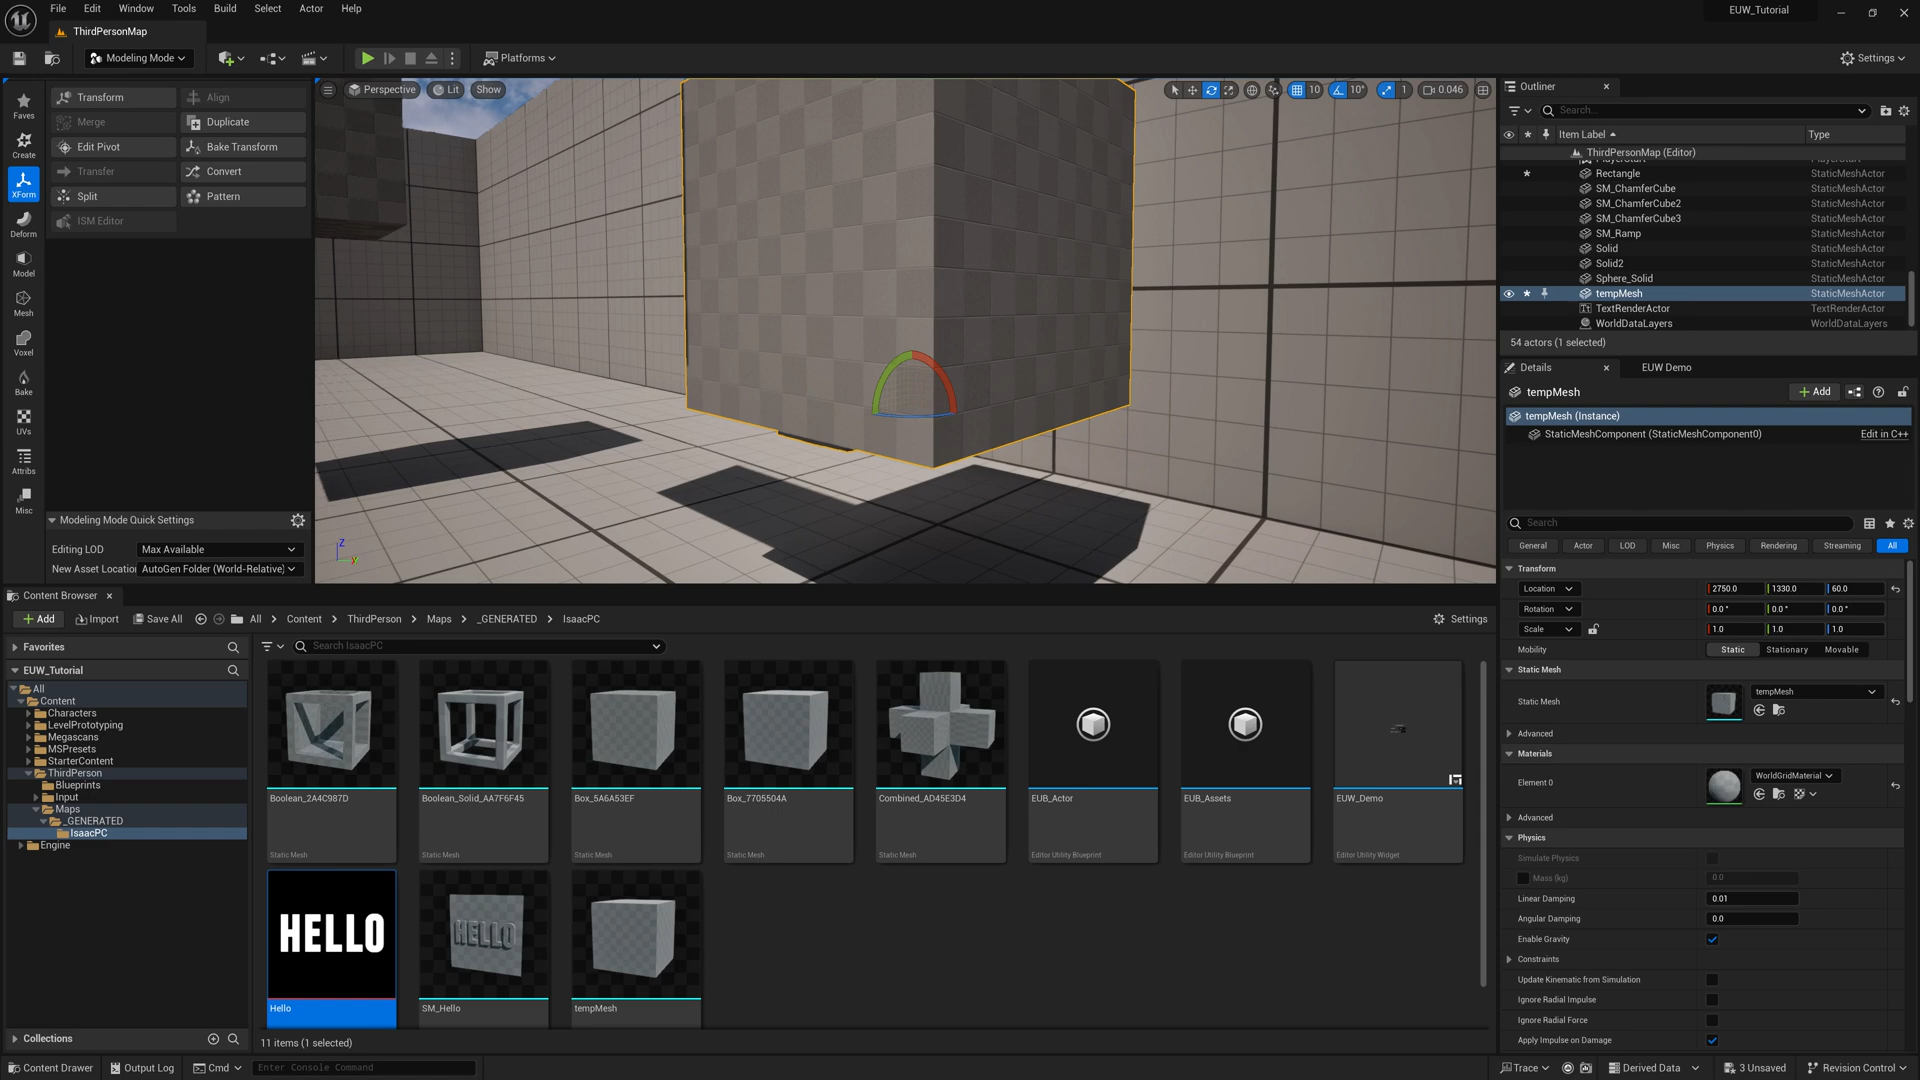 File Edit Window Tools Build Select Actor Help
EUW_Tutorial
ThirdPersonMap
Modeling Mode
Platforms
Settings
Faves
Create
XForm
Deform
Model
Mesh
Voxel
Bake
UVs
Attribs
Misc
Transform Align
Merge Duplicate
Edit Pivot Bake Transform
Transfer Convert
Split Pattern
ISM Editor
Modeling Mode Quick Settings
Editing LOD Max Available
New Asset Location AutoGen Folder (World-Relative)
Perspective Lit Show
10 10° 1 0.046
Z
Y
HELLO
HELLO
Outliner
Search...
Item Label Type
ThirdPersonMap (Editor)
PlayerStart PlayerStart
Rectangle StaticMeshActor
SM_ChamferCube StaticMeshActor
SM_ChamferCube2 StaticMeshActor
SM_ChamferCube3 StaticMeshActor
SM_Ramp StaticMeshActor
Solid StaticMeshActor
Solid2 StaticMeshActor
Sphere_Solid StaticMeshActor
tempMesh StaticMeshActor
TextRenderActor TextRenderActor
WorldDataLayers WorldDataLayers
54 actors (1 selected)
Details EUW Demo
tempMesh
Add
tempMesh (Instance)
StaticMeshComponent (StaticMeshComponent0) Edit in C++
Search
General Actor LOD Misc Physics Rendering Streaming All
Transform
Location 2750.0 1330.0 60.0
Rotation 0.0° 0.0° 0.0°
Scale 1.0 1.0 1.0
Mobility Static Stationary Movable
Static Mesh
Static Mesh tempMesh
Advanced
Materials
Element 0 WorldGridMaterial
Advanced
Physics
Simulate Physics
Mass (kg) 0.0
Linear Damping 0.01
Angular Damping 0.0
Enable Gravity
Constraints
Update Kinematic from Simulation
Ignore Radial Impulse
Ignore Radial Force
Apply Impulse on Damage
Content Browser
Add Import Save All All Content ThirdPerson Maps _GENERATED IsaacPC Settings
Favorites
EUW_Tutorial
All
Content
Characters
LevelPrototyping
Megascans
MSPresets
StarterContent
ThirdPerson
Blueprints
Input
Maps
_GENERATED
IsaacPC
Engine
Collections
Search IsaacPC
Boolean_2A4C987D
Static Mesh
Boolean_Solid_AA7F6F45
Static Mesh
Box_5A6A53EF
Static Mesh
Box_7705504A
Static Mesh
Combined_AD45E3D4
Static Mesh
EUB_Actor
Editor Utility Blueprint
EUB_Assets
Editor Utility Blueprint
EUW_Demo
Editor Utility Widget
Hello
SM_Hello
tempMesh
11 items (1 selected)
Content Drawer Output Log Cmd Enter Console Command
Trace Derived Data 3 Unsaved Revision Control